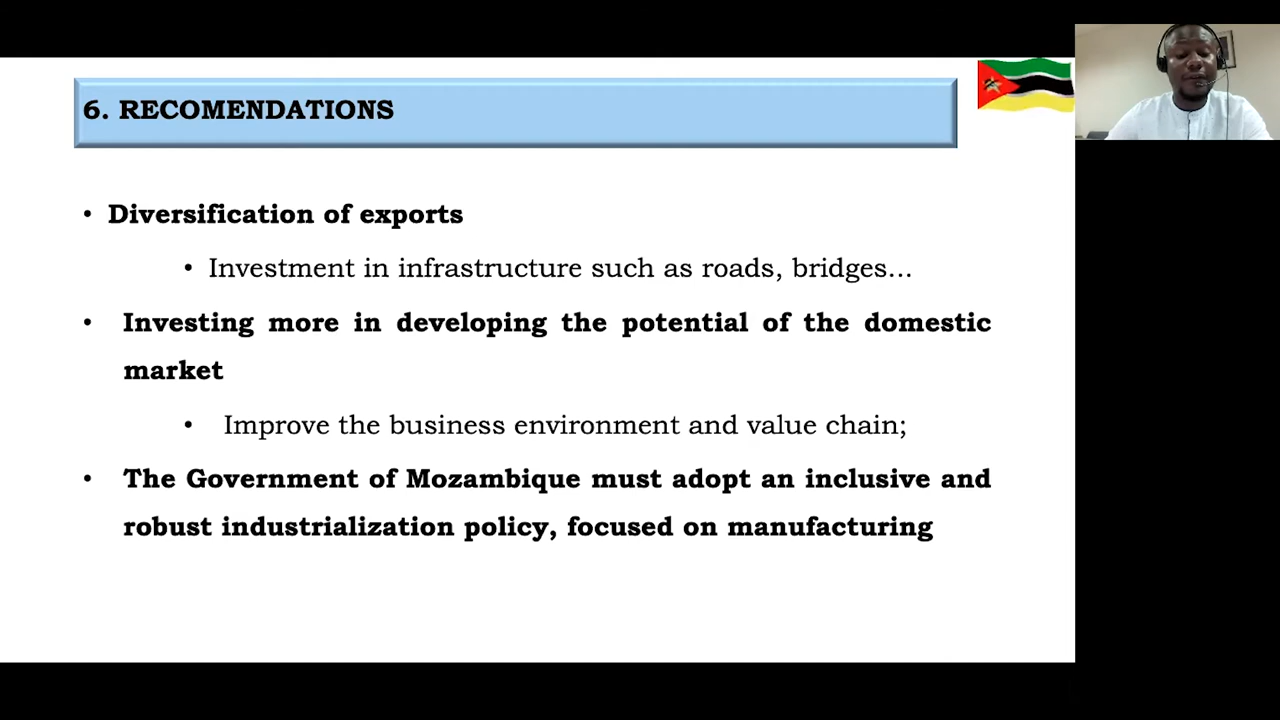 6. RECOMENDATIONS
• Diversification of exports
• Investment in infrastructure such as roads, bridges...
• Investing more in developing the potential of the domestic
market
• Improve the business environment and value chain;
• The Government of Mozambique must adopt an inclusive and
robust industrialization policy, focused on manufacturing